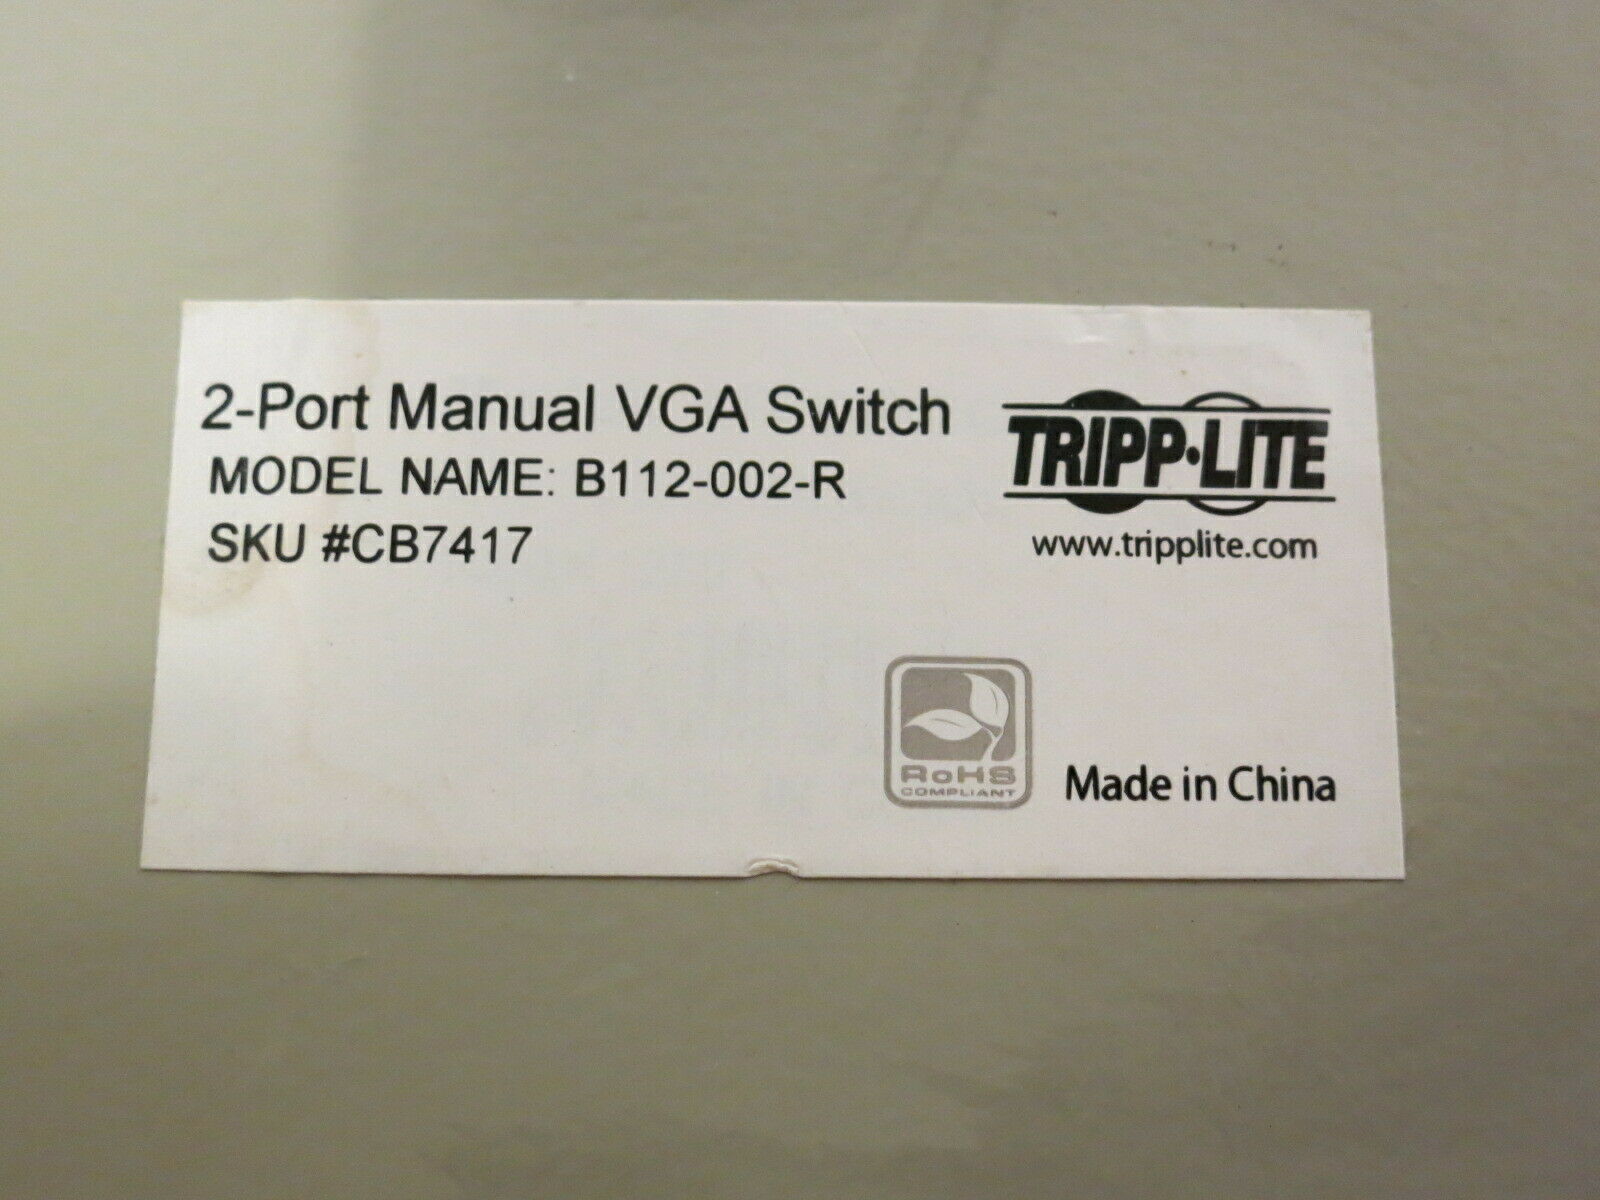 2-Port Manual VGA Switch
MODEL NAME: B112-002-R
SKU #CB7417
TRIPP·LITE
www.tripplite.com
RoHS
COMPLIANT
Made in China